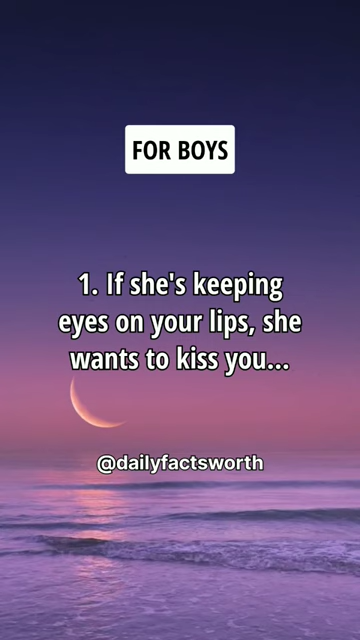 FOR BOYS
1. If she's keeping
eyes on your lips, she
wants to kiss you...
@dailyfactsworth